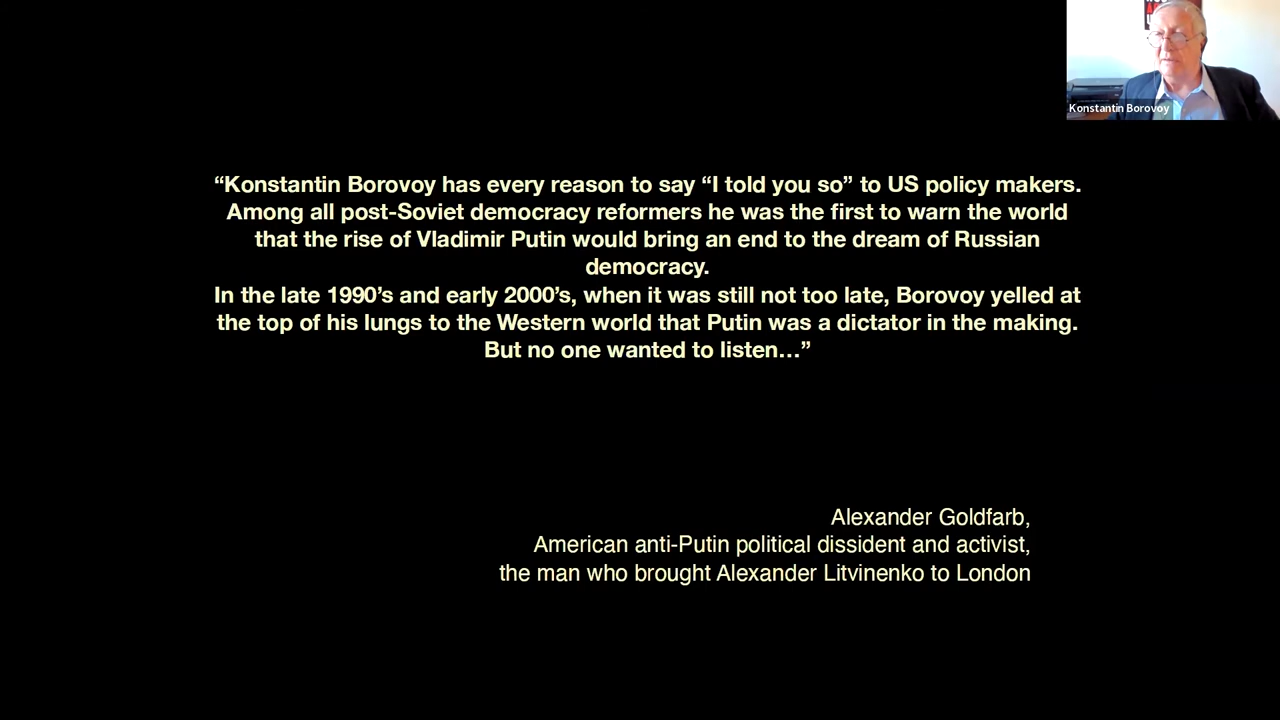 Konstantin Borovoy
“Konstantin Borovoy has every reason to say “I told you so” to US policy makers.
Among all post-Soviet democracy reformers he was the first to warn the world
that the rise of Vladimir Putin would bring an end to the dream of Russian
democracy.
In the late 1990’s and early 2000’s, when it was still not too late, Borovoy yelled at
the top of his lungs to the Western world that Putin was a dictator in the making.
But no one wanted to listen…”
Alexander Goldfarb,
American anti-Putin political dissident and activist,
the man who brought Alexander Litvinenko to London